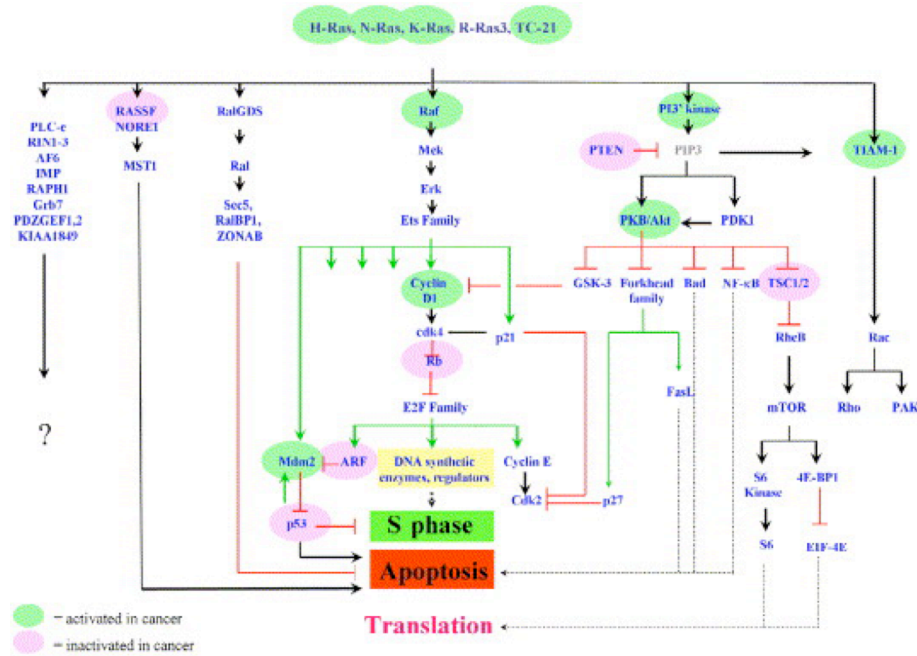 H-Ras, N-Ras, K-Ras, R-Ras3, TC-21
PLC-e
RIN1-3
AF6
IMP
RAPH1
Grb7
PDZGEF1,2
KIAA1849
?
RASSF
NORE1
MST1
RalGDS
Ral
Sec5,
RalBP1,
ZONAB
Raf
Mek
Erk
Ets Family
Cyclin
D1
cdk4
p21
Rb
E2F Family
Mdm2
ARF
p53
DNA synthetic
enzymes, regulators
Cyclin E
Cdk2
p27
S phase
Apoptosis
Translation
PI3' kinase
PTEN
PIP3
PKB/Akt
PDK1
GSK-3
Forkhead
family
Bad
NF-κB
TSC1/2
FasL
RheB
mTOR
S6
Kinase
S6
4E-BP1
EIF-4E
TIAM-1
Rac
Rho
PAK
= activated in cancer
= inactivated in cancer